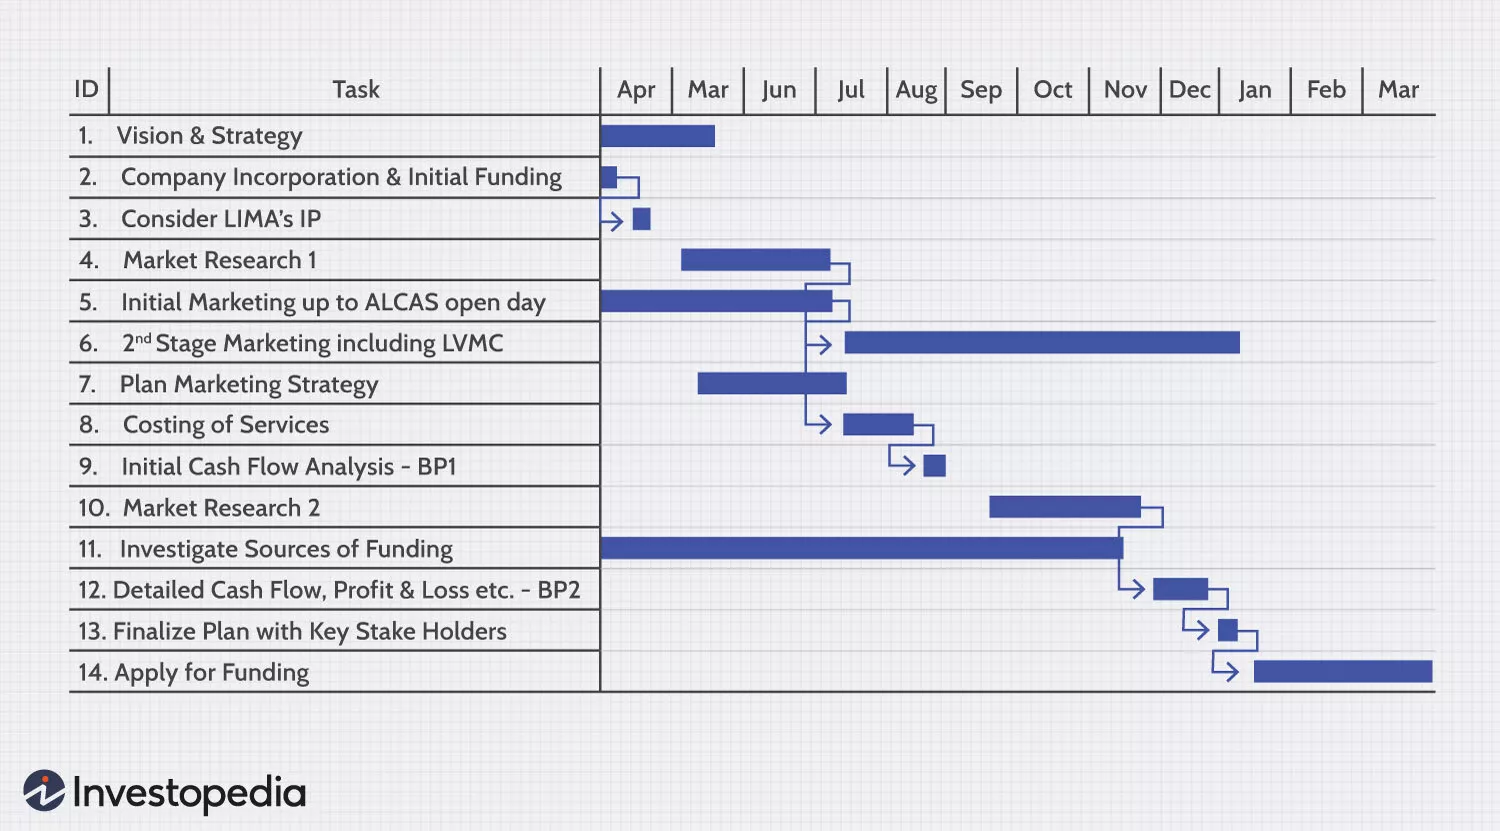 ID Task Apr Mar Jun Jul Aug Sep Oct Nov Dec Jan Feb Mar
1. Vision & Strategy
2. Company Incorporation & Initial Funding
3. Consider LIMA's IP
4. Market Research 1
5. Initial Marketing up to ALCAS open day
6. 2nd Stage Marketing including LVMC
7. Plan Marketing Strategy
8. Costing of Services
9. Initial Cash Flow Analysis - BP1
10. Market Research 2
11. Investigate Sources of Funding
12. Detailed Cash Flow, Profit & Loss etc. - BP2
13. Finalize Plan with Key Stake Holders
14. Apply for Funding
Investopedia